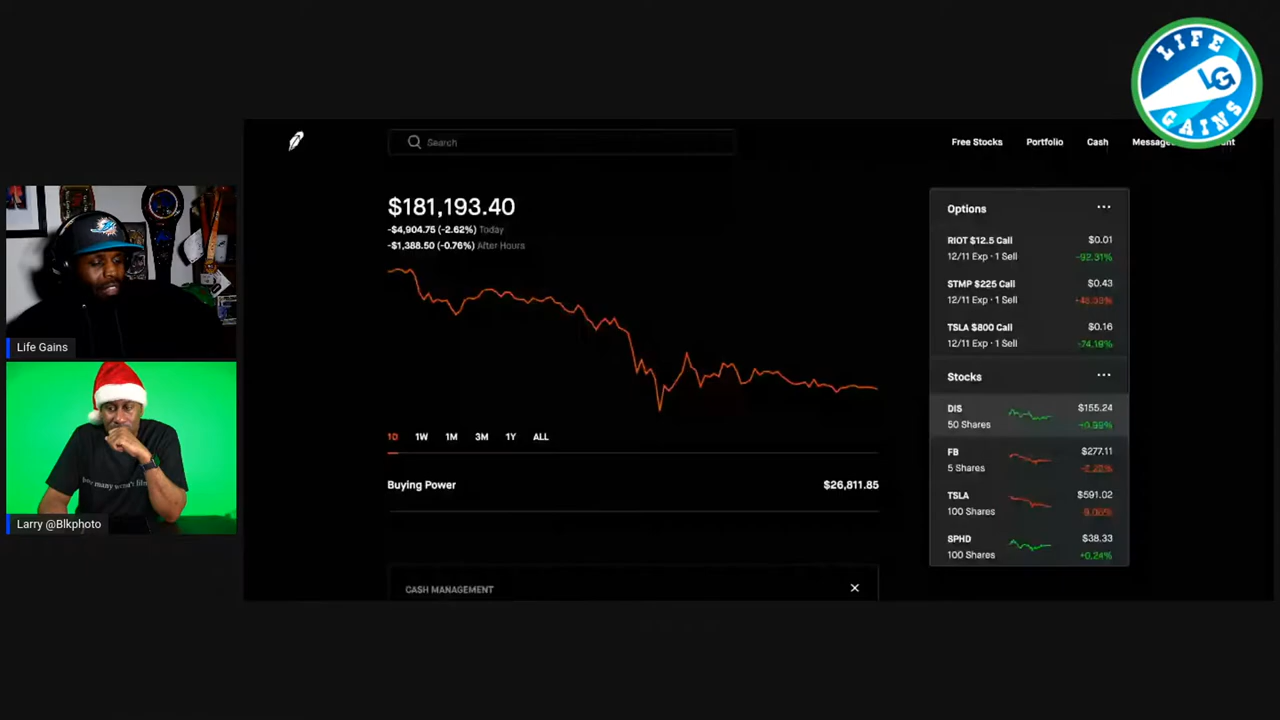 LIFE
LG
GAINS
Search
Free Stocks
Portfolio
Cash
$181,193.40
-$4,904.75 (-2.62%) Today
-$1,388.50 (-0.76%) After Hours
1D 1W 1M 3M 1Y ALL
Buying Power
$26,811.85
CASH MANAGEMENT
Options
RIOT $12.5 Call $0.01
12/11 Exp · 1 Sell -92.31%
STMP $225 Call $0.43
12/11 Exp · 1 Sell
TSLA $800 Call $0.16
12/11 Exp · 1 Sell -74.19%
Stocks
DIS $155.24
50 Shares
FB $277.11
5 Shares
TSLA $591.02
100 Shares
SPHD $38.33
100 Shares +0.24%
Life Gains
Larry @Blkphoto